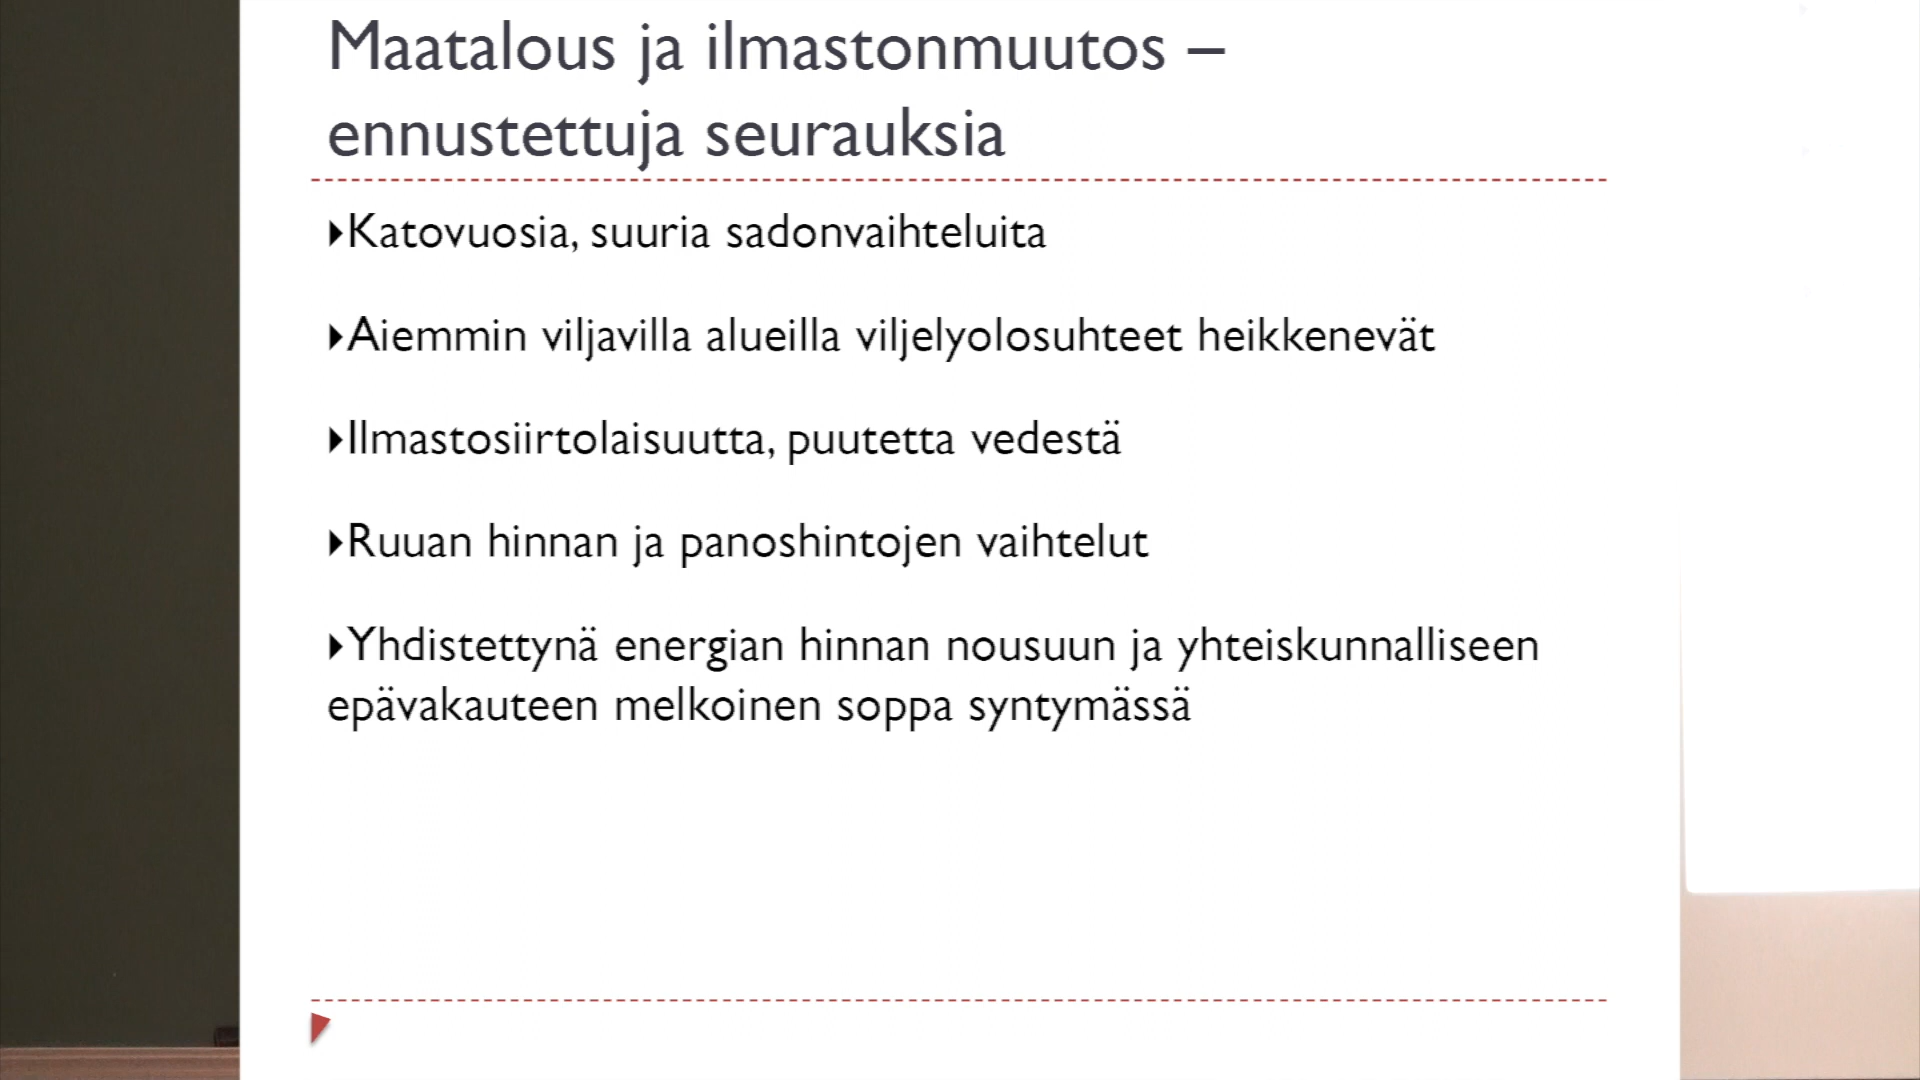 Maatalous ja ilmastonmuutos –
ennustettuja seurauksia
Katovuosia, suuria sadonvaihteluita
Aiemmin viljavilla alueilla viljelyolosuhteet heikkenevät
Ilmastosiirtolaisuutta, puutetta vedestä
Ruuan hinnan ja panoshintojen vaihtelut
Yhdistettynä energian hinnan nousuun ja yhteiskunnalliseen
epävakauteen melkoinen soppa syntymässä